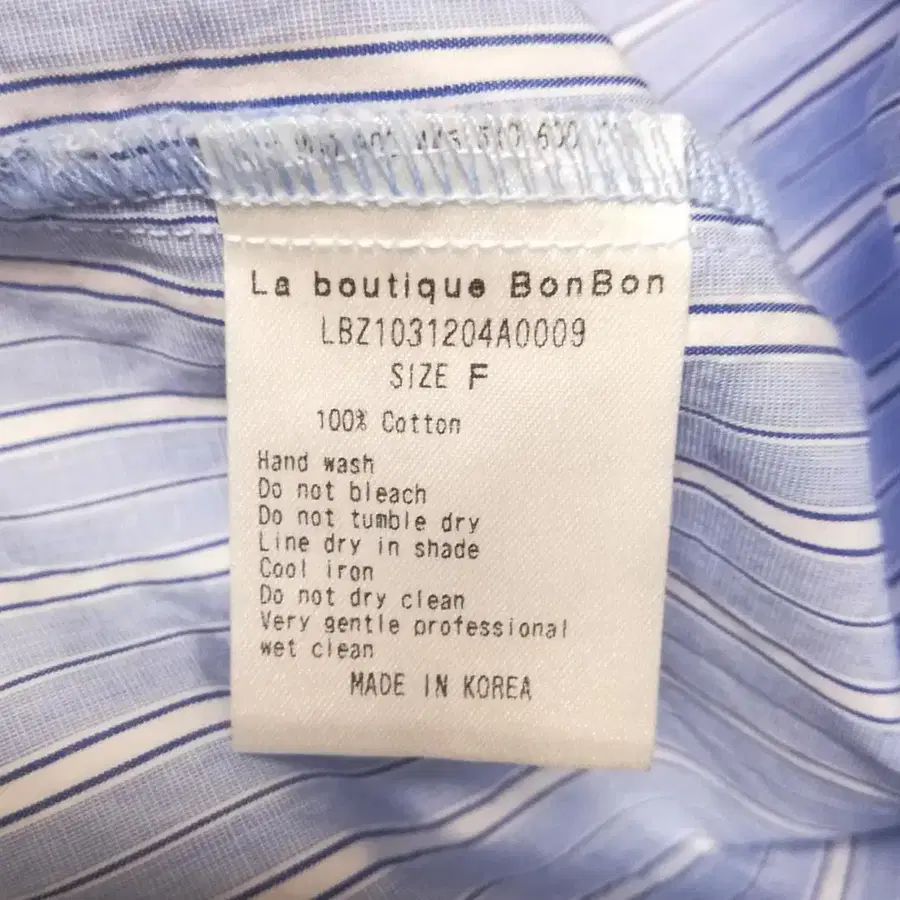 La boutique BonBon
LBZ1031204A0009
SIZE F
100% Cotton
Hand wash
Do not bleach
Do not tumble dry
Line dry in shade
Cool iron
Do not dry clean
Very gentle professional
wet clean
MADE IN KOREA